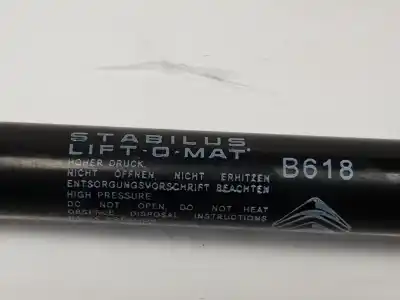 STABILUS
LIFT-O-MAT
B618
HOHER DRUCK
NICHT ÖFFNEN NICHT ERHITZEN
ENTSORGUNGSVORSCHRIFT BEACHTEN
HIGH PRESSURE
DO NOT OPEN, DO NOT HEAT
OBSERVE DISPOSAL INSTRUCTIONS